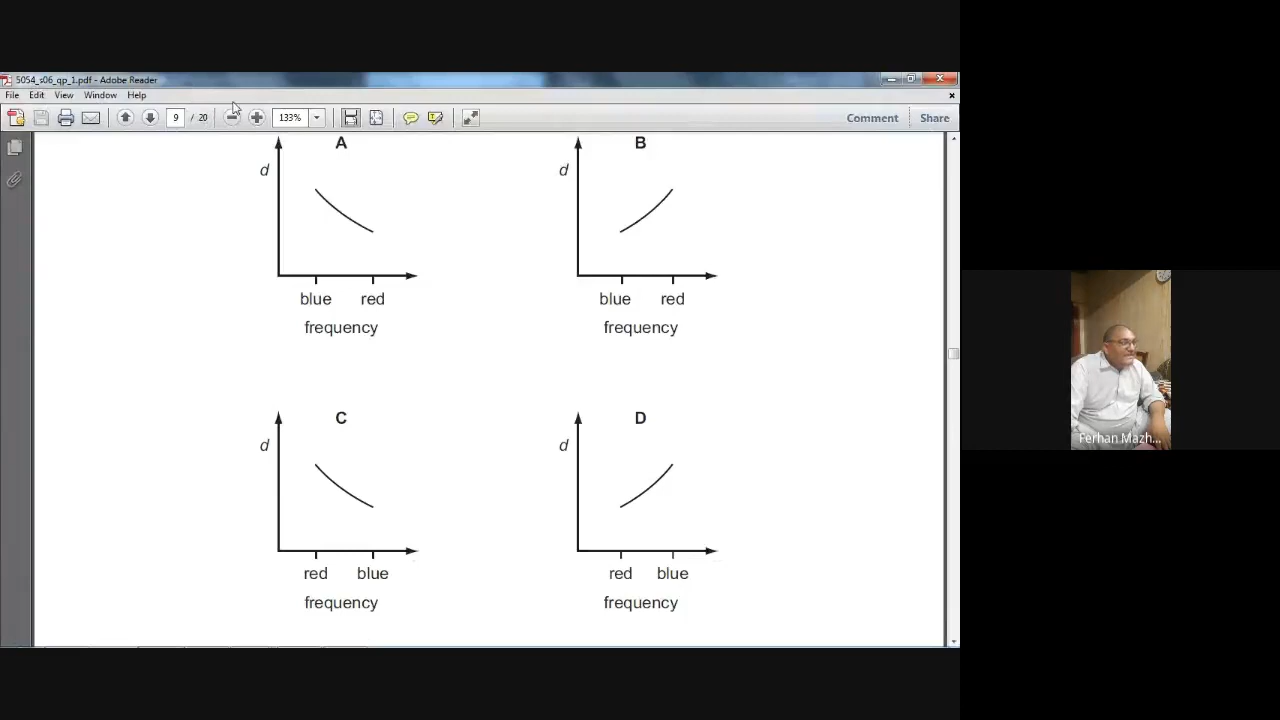 5054_s06_qp_1.pdf - Adobe Reader
File Edit View Window Help
9 / 20 133% Comment Share
A B
d d
blue red blue red
frequency frequency
C D
d d
red blue red blue
frequency frequency
Ferhan Mazh...